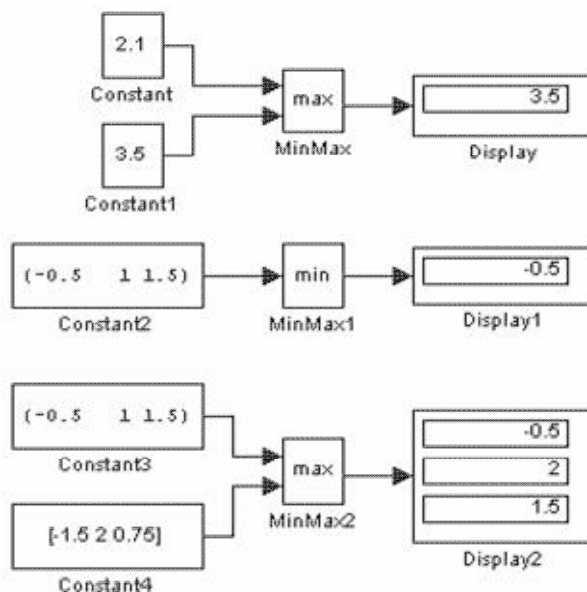 2.1
Constant
max
3.5
MinMax
Display
3.5
Constant1
(-0.5 1 1.5)
Constant2
min
MinMax1
-0.5
Display1
(-0.5 1 1.5)
Constant3
[-1.5 2 0.75]
Constant4
max
MinMax2
-0.5
2
1.5
Display2